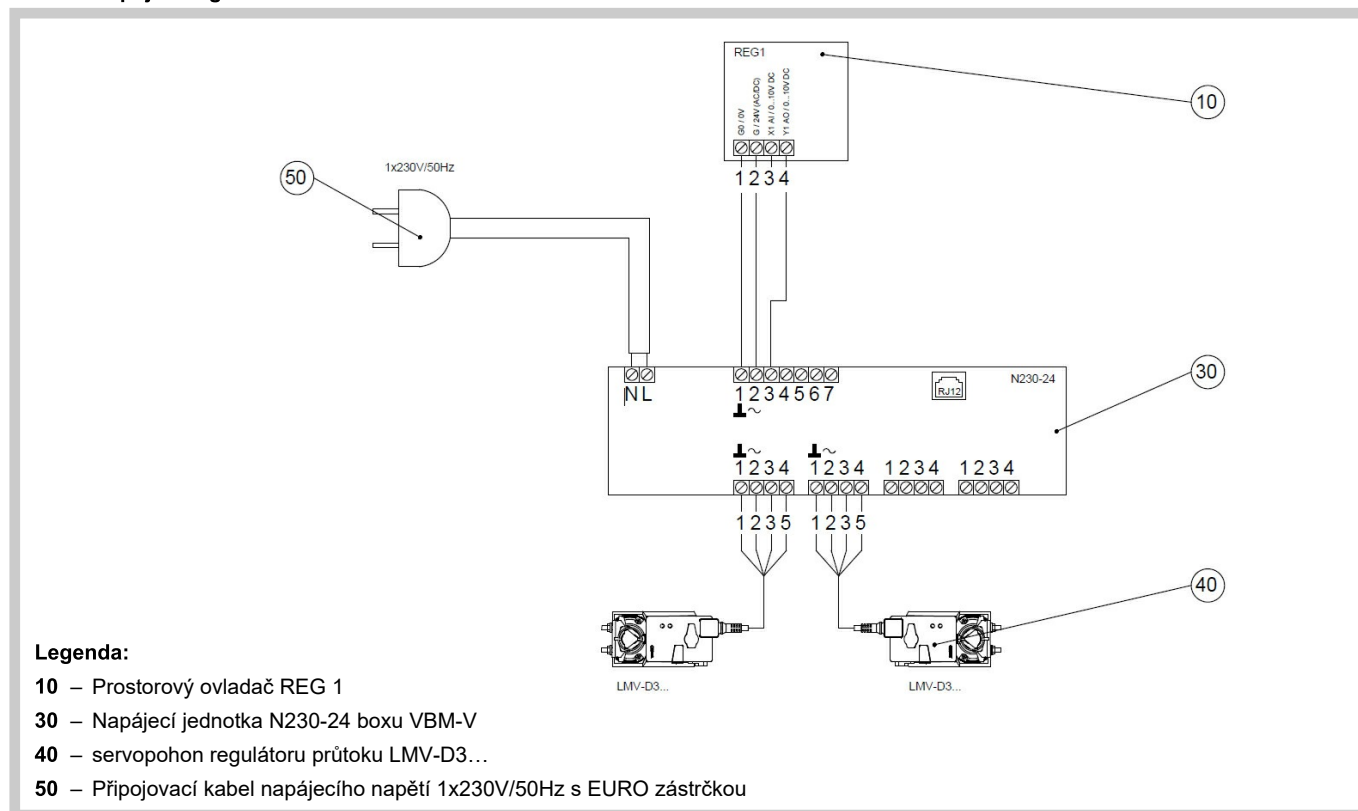 REG1
G0 / 0V
G / 24V (AC/DC)
X1 AI / 0...10V DC
Y1 AO / 0...10V DC
1 2 3 4
10
50
1x230V/50Hz
N L
1 2 3 4 5 6 7
RJ12
N230-24
30
1 2 3 4
1 2 3 4
1 2 3 4
1 2 3 4
1 2 3 5
1 2 3 5
40
LMV-D3...
LMV-D3...
Legenda:
10 – Prostorový ovladač REG 1
30 – Napájecí jednotka N230-24 boxu VBM-V
40 – servopohon regulátoru průtoku LMV-D3…
50 – Připojovací kabel napájecího napětí 1x230V/50Hz s EURO zástrčkou